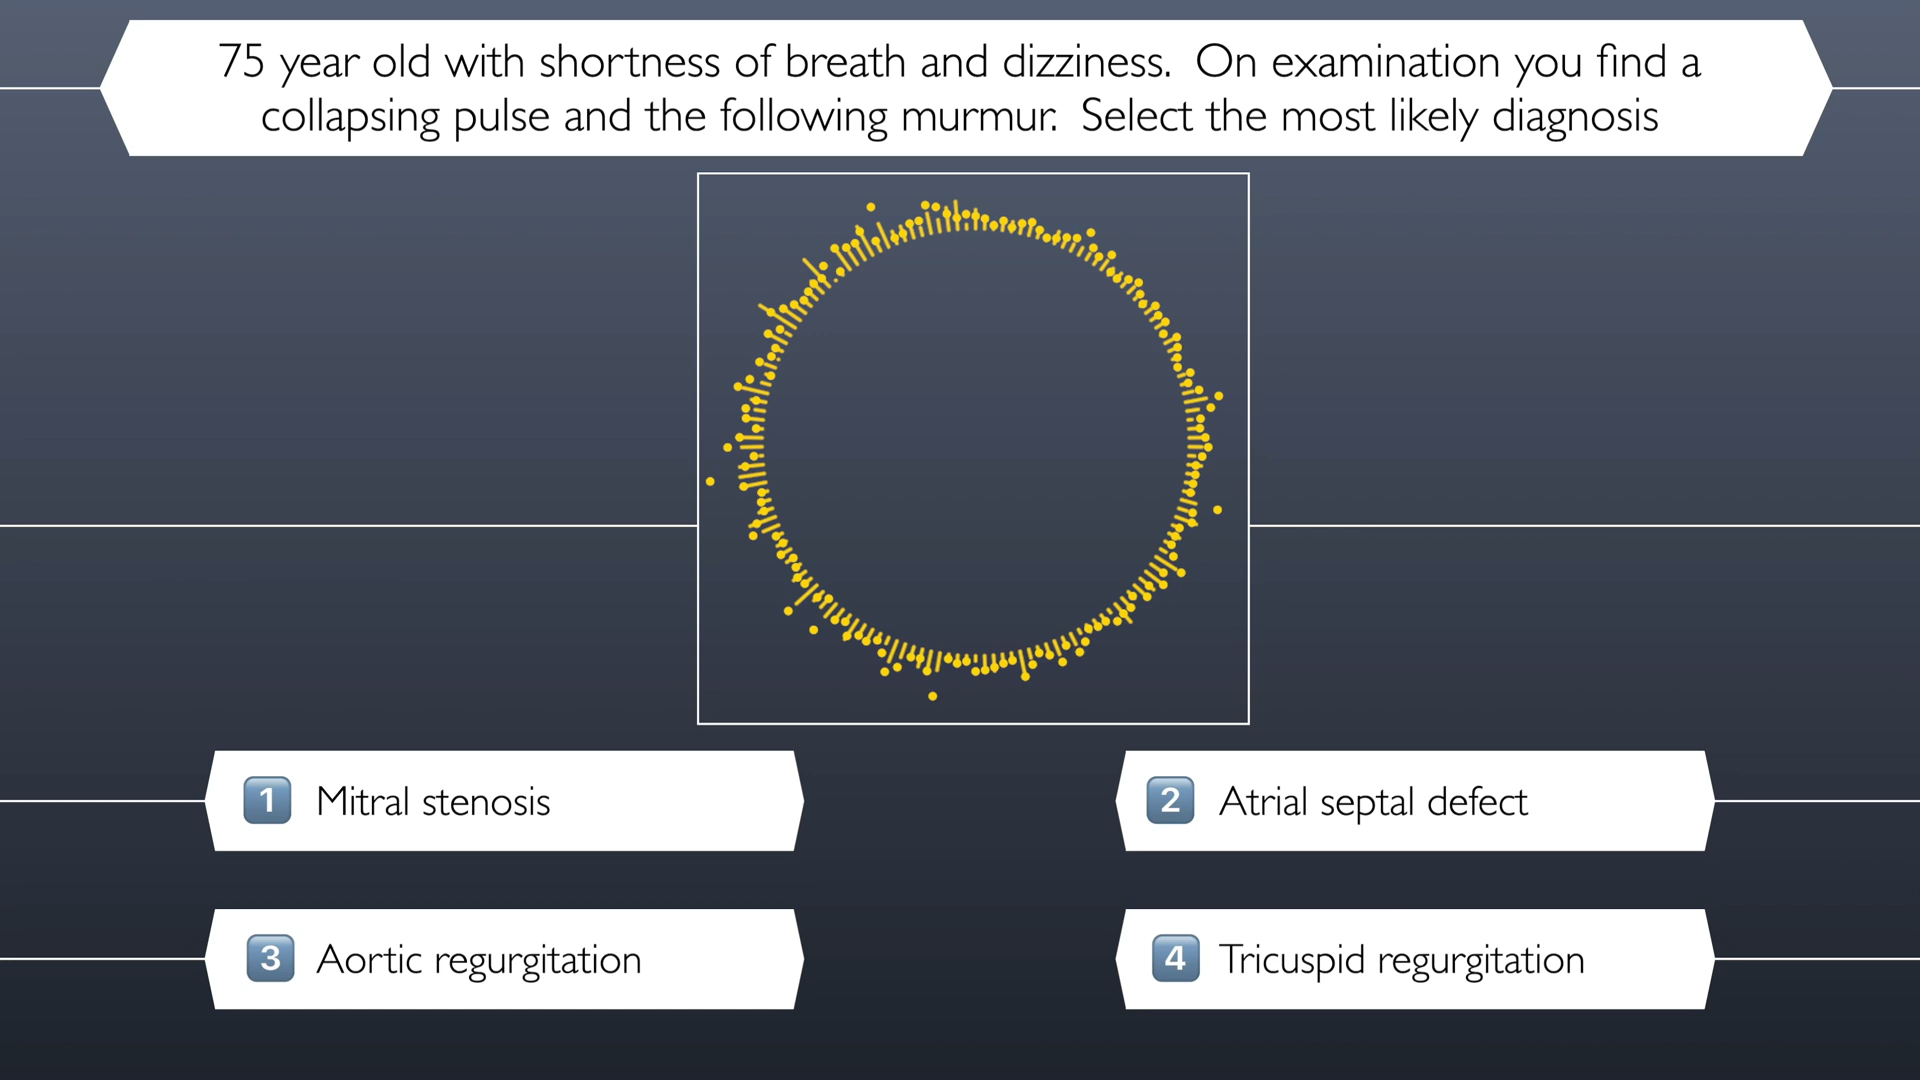 75 year old with shortness of breath and dizziness. On examination you find a
collapsing pulse and the following murmur. Select the most likely diagnosis
1 Mitral stenosis
2 Atrial septal defect
3 Aortic regurgitation
4 Tricuspid regurgitation